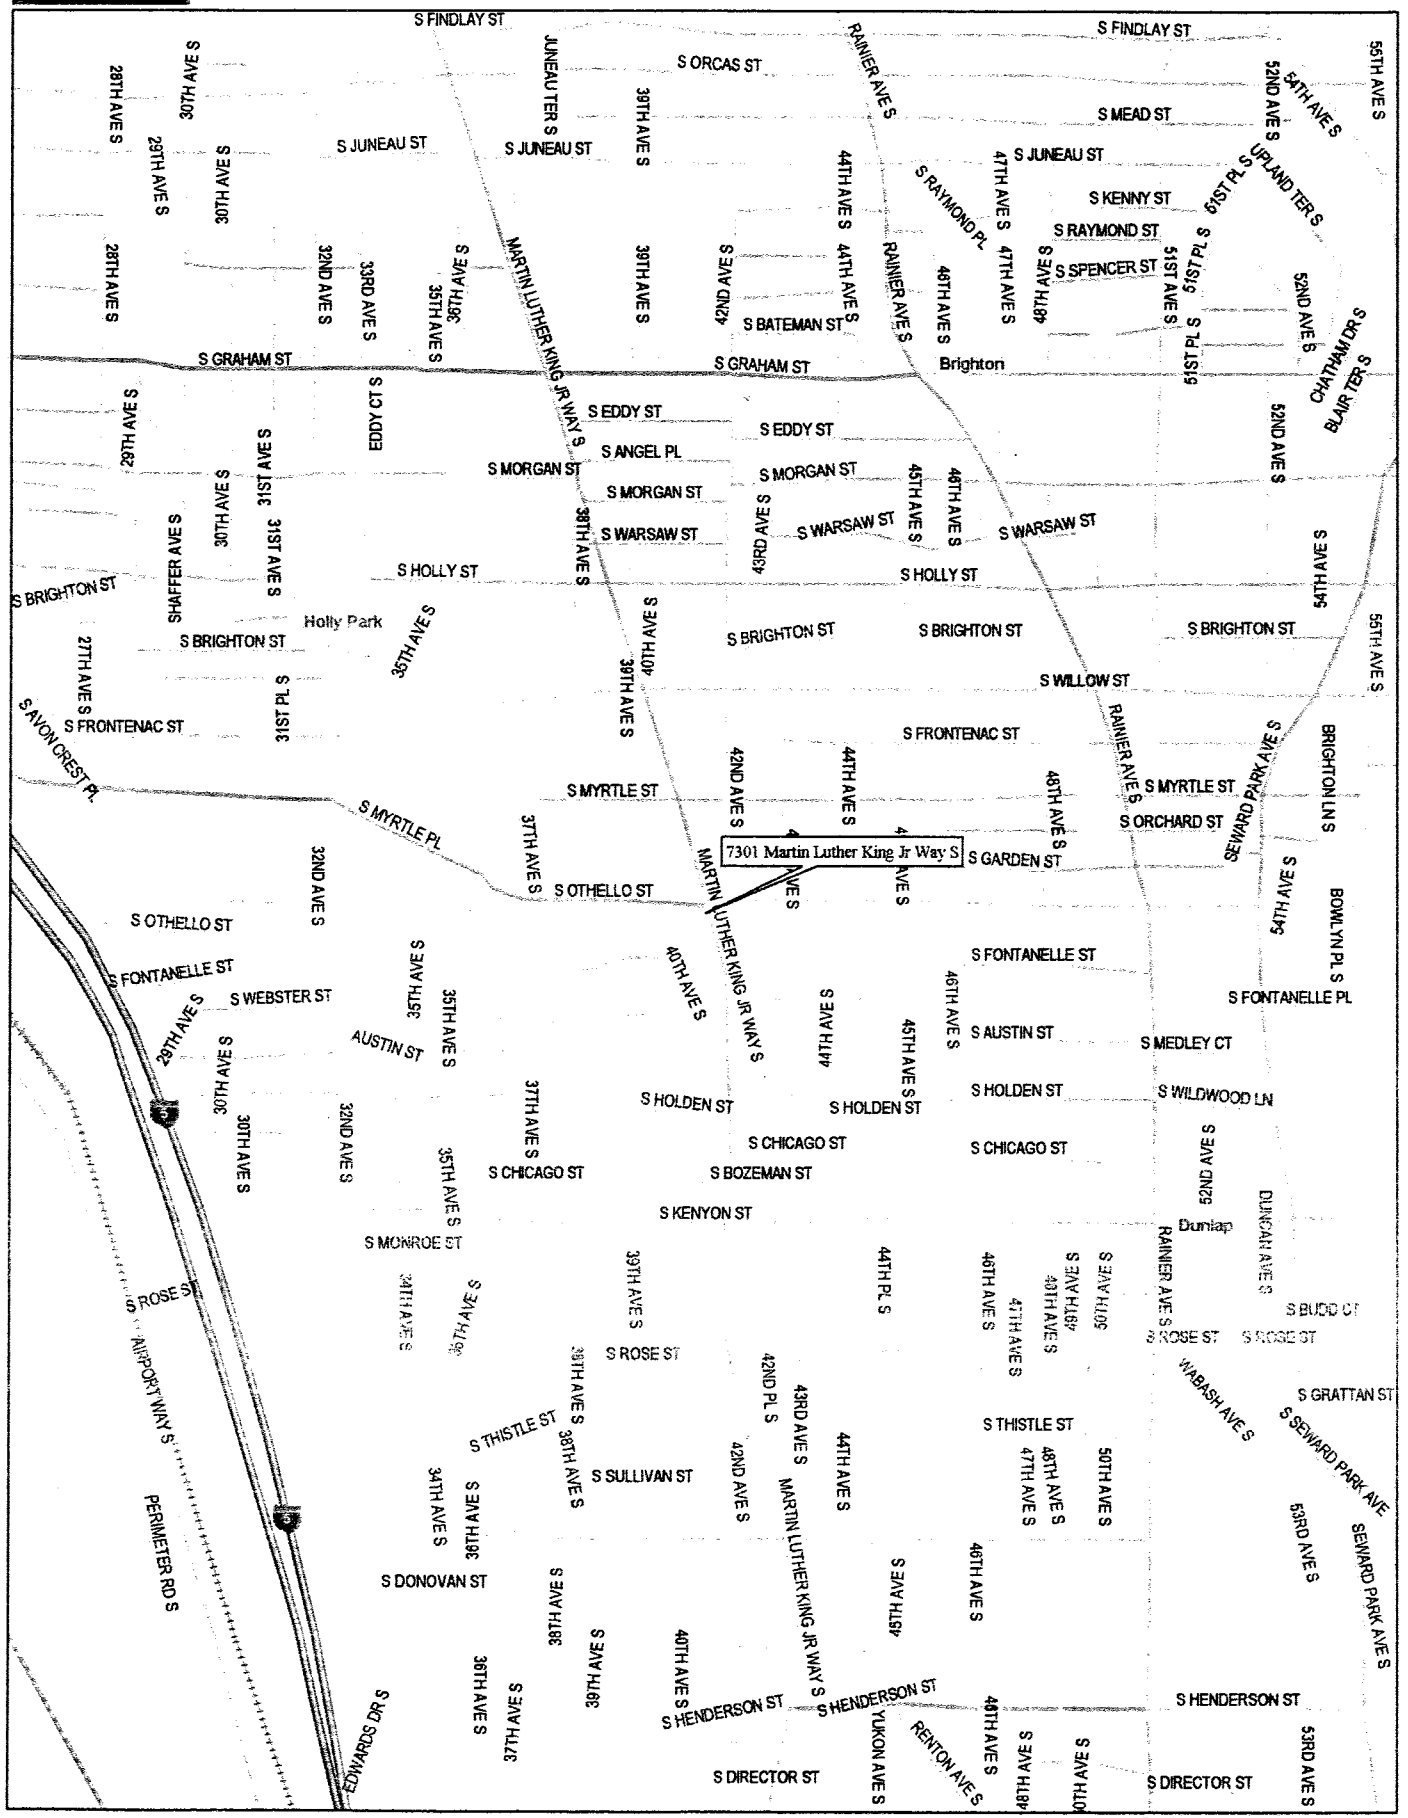 S FINDLAY ST
S FINDLAY ST
RAINIER AVE S
30TH AVE S
JUNEAU TER S
S ORCAS ST
55TH AVE S
28TH AVE S
52ND AVE S
54TH AVE S
39TH AVE S
S MEAD ST
S JUNEAU ST
S JUNEAU ST
S JUNEAU ST
29TH AVE S
30TH AVE S
44TH AVE S
S RAYMOND PL
47TH AVE S
51ST PL S
UPLAND TER S
S KENNY ST
S RAYMOND ST
28TH AVE S
32ND AVE S
33RD AVE S
35TH AVE S
36TH AVE S
MARTIN LUTHER KING JR WAY S
39TH AVE S
42ND AVE S
44TH AVE S
RAINIER AVE S
46TH AVE S
47TH AVE S
48TH AVE S
S SPENCER ST
51ST AVE S
51ST PL S
52ND AVE S
S BATEMAN ST
51ST PL S
CHATHAM DR S
BLAIR TER S
S GRAHAM ST
S GRAHAM ST
Brighton
29TH AVE S
EDDY CT S
S EDDY ST
S EDDY ST
52ND AVE S
31ST AVE S
S ANGEL PL
S MORGAN ST
S MORGAN ST
S MORGAN ST
30TH AVE S
45TH AVE S
46TH AVE S
SHAFFER AVE S
31ST AVE S
38TH AVE S
S WARSAW ST
43RD AVE S
S WARSAW ST
S WARSAW ST
54TH AVE S
S BRIGHTON ST
S HOLLY ST
S HOLLY ST
Holly Park
35TH AVE S
40TH AVE S
S BRIGHTON ST
S BRIGHTON ST
S BRIGHTON ST
S BRIGHTON ST
55TH AVE S
27TH AVE S
31ST PL S
39TH AVE S
S WILLOW ST
S AVON CREST PL
S FRONTENAC ST
S FRONTENAC ST
RAINIER AVE S
SEWARD PARK AVE S
BRIGHTON LN S
42ND AVE S
44TH AVE S
48TH AVE S
S MYRTLE ST
S MYRTLE ST
S MYRTLE PL
S ORCHARD ST
37TH AVE S
32ND AVE S
7301 Martin Luther King Jr Way S
S GARDEN ST
54TH AVE S
BOWLYN PL S
S OTHELLO ST
S OTHELLO ST
MARTIN LUTHER KING JR WAY S
AVE S
AVE S
S FONTANELLE ST
S FONTANELLE ST
35TH AVE S
40TH AVE S
46TH AVE S
S WEBSTER ST
S FONTANELLE PL
29TH AVE S
35TH AVE S
44TH AVE S
45TH AVE S
AUSTIN ST
S AUSTIN ST
S MEDLEY CT
30TH AVE S
5
37TH AVE S
S HOLDEN ST
S HOLDEN ST
S HOLDEN ST
S WILDWOOD LN
30TH AVE S
32ND AVE S
S CHICAGO ST
S CHICAGO ST
52ND AVE S
35TH AVE S
S CHICAGO ST
S BOZEMAN ST
DUNCAN AVE S
S KENYON ST
Dunlap
S MONROE ST
39TH AVE S
44TH PL S
46TH AVE S
49TH AVE S
50TH AVE S
RAINIER AVE S
34TH AVE S
36TH AVE S
48TH AVE S
47TH AVE S
S ROSE ST
S BUDD CT
S ROSE ST
S ROSE ST
S ROSE ST
AIRPORT WAY S
38TH AVE S
42ND PL S
43RD AVE S
WABASH AVE S
S GRATTAN ST
S THISTLE ST
S THISTLE ST
S SEWARD PARK AVE
38TH AVE S
42ND AVE S
44TH AVE S
47TH AVE S
48TH AVE S
50TH AVE S
S SULLIVAN ST
34TH AVE S
36TH AVE S
5
PERIMETER RD S
MARTIN LUTHER KING JR WAY S
53RD AVE S
SEWARD PARK AVE S
S DONOVAN ST
38TH AVE S
45TH AVE S
46TH AVE S
39TH AVE S
40TH AVE S
36TH AVE S
37TH AVE S
EDWARDS DR S
S HENDERSON ST
S HENDERSON ST
S HENDERSON ST
YUKON AVE S
RENTON AVE S
46TH AVE S
48TH AVE S
0TH AVE S
53RD AVE S
S DIRECTOR ST
S DIRECTOR ST